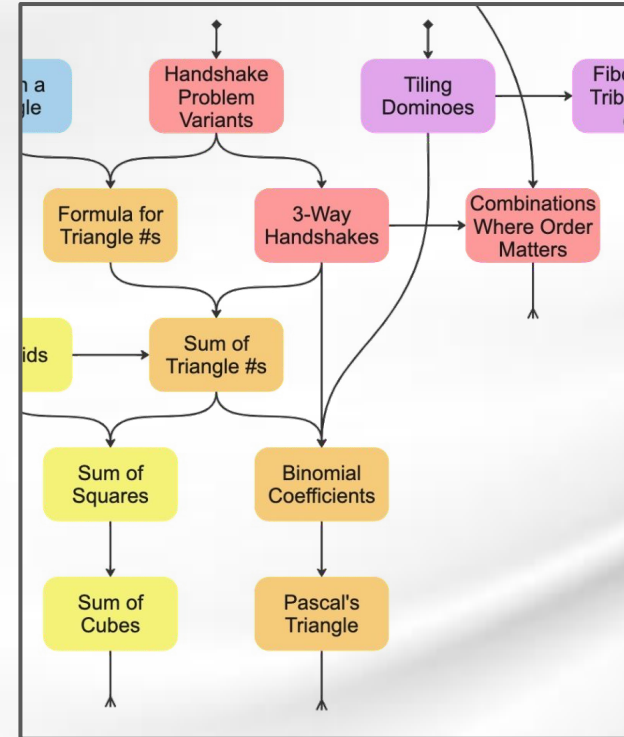 Handshake
Problem
Variants
Tiling
Dominoes
Formula for
Triangle #s
3-Way
Handshakes
Combinations
Where Order
Matters
Sum of
Triangle #s
Sum of
Squares
Binomial
Coefficients
Sum of
Cubes
Pascal's
Triangle